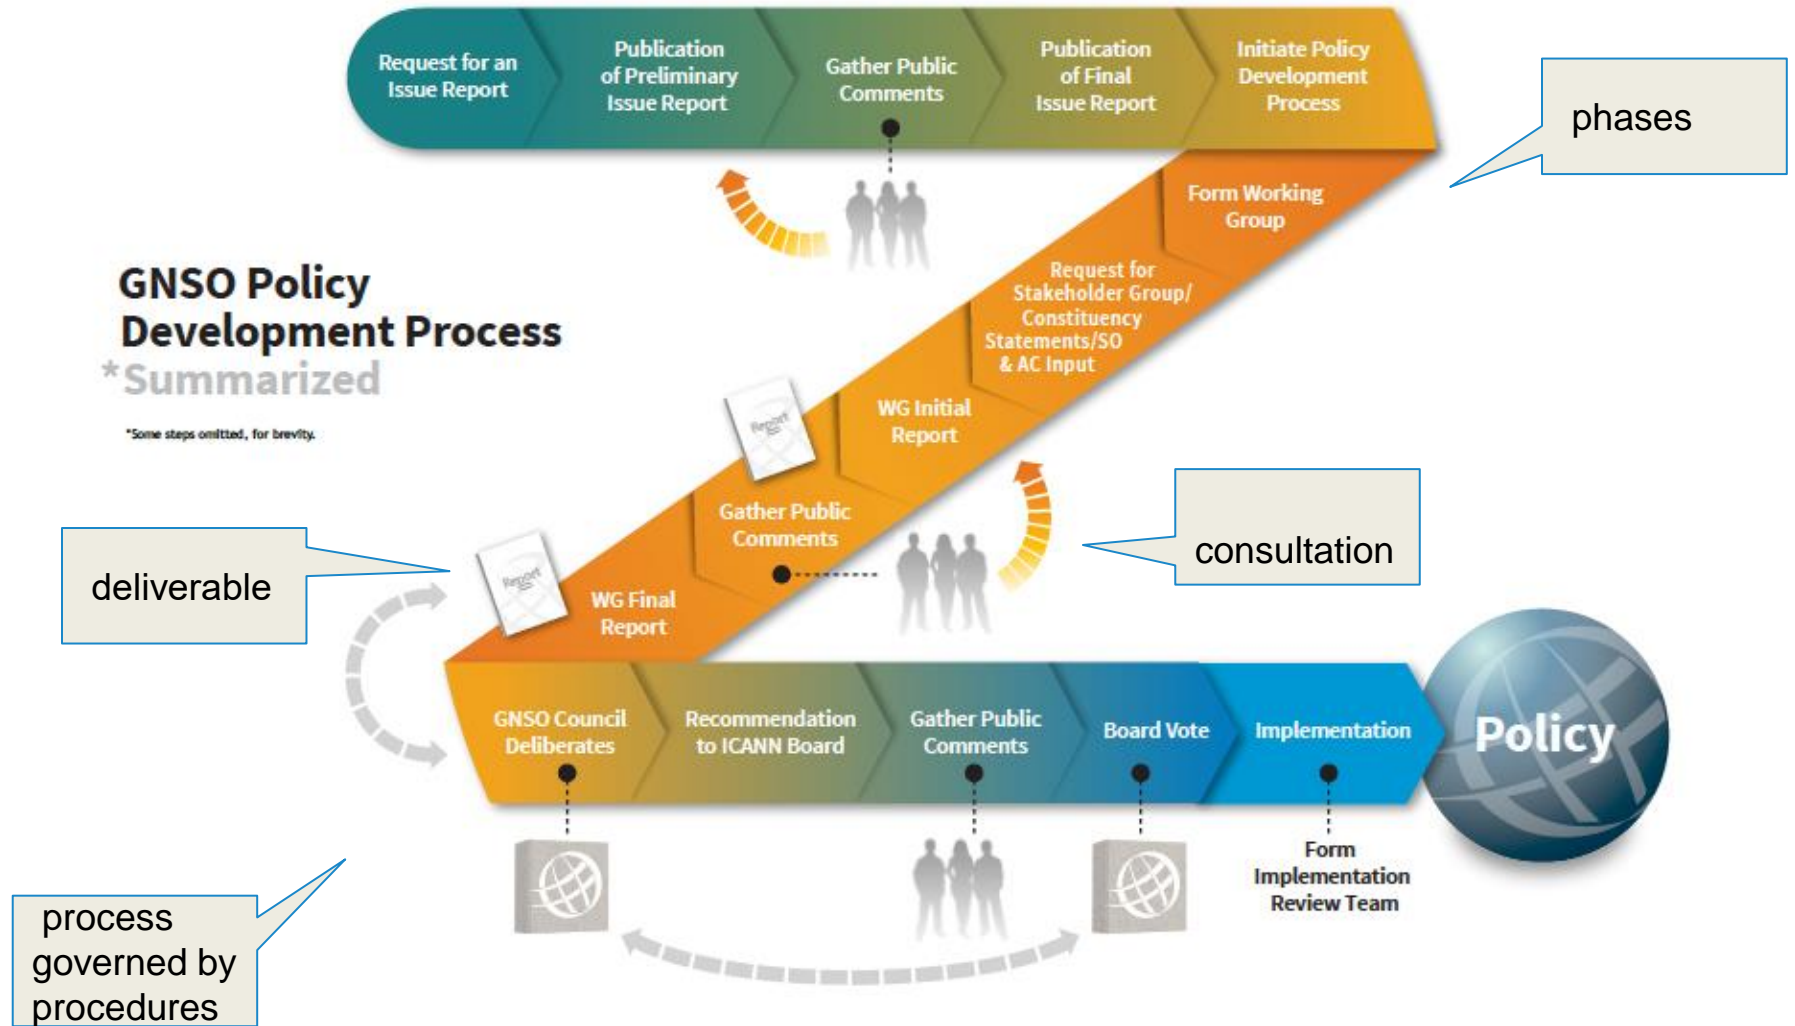 Request for an
Issue Report
Publication
of Preliminary
Issue Report
Gather Public
Comments
Publication
of Final
Issue Report
Initiate Policy
Development
Process
phases
Form Working
Group
GNSO Policy
Development Process
*Summarized
*Some steps omitted, for brevity.
Request for
Stakeholder Group/
Constituency
Statements/SO
& AC Input
Report
WG Initial
Report
Gather Public
Comments
consultation
deliverable
Report
WG Final
Report
GNSO Council
Deliberates
Recommendation
to ICANN Board
Gather Public
Comments
Board Vote
Implementation
Policy
Form
Implementation
Review Team
process
governed by
procedures